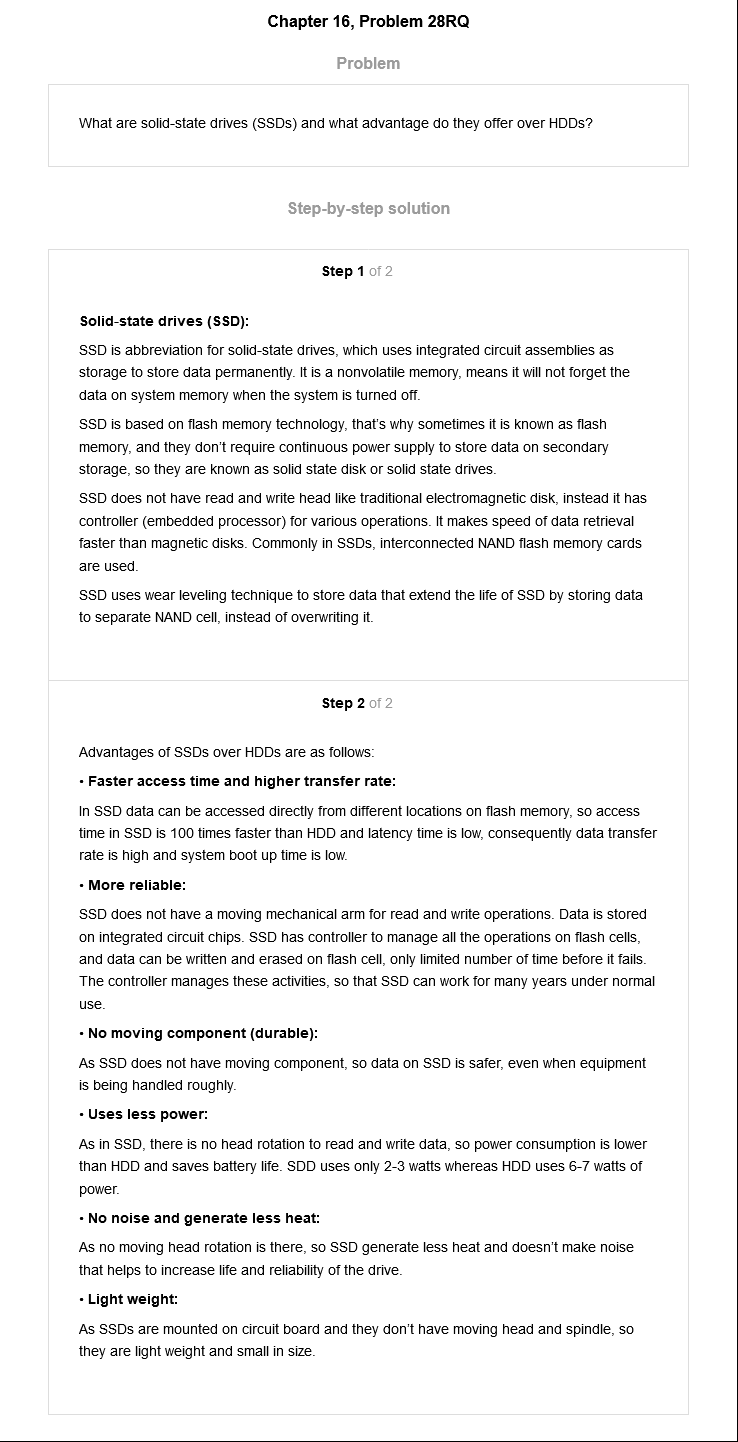 Chapter 16, Problem 28RQ
Problem
What are solid-state drives (SSDs) and what advantage do they offer over HDDs?
Step-by-step solution
Step 1 of 2
Solid-state drives (SSD):
SSD is abbreviation for solid-state drives, which uses integrated circuit assemblies as
storage to store data permanently. It is a nonvolatile memory, means it will not forget the
data on system memory when the system is turned off.
SSD is based on flash memory technology, that's why sometimes it is known as flash
memory, and they don't require continuous power supply to store data on secondary
storage, so they are known as solid state disk or solid state drives.
SSD does not have read and write head like traditional electromagnetic disk, instead it has
controller (embedded processor) for various operations. It makes speed of data retrieval
faster than magnetic disks. Commonly in SSDs, interconnected NAND flash memory cards
are used.
SSD uses wear leveling technique to store data that extend the life of SSD by storing data
to separate NAND cell, instead of overwriting it.
Step 2 of 2
Advantages of SSDs over HDDs are as follows:
• Faster access time and higher transfer rate:
In SSD data can be accessed directly from different locations on flash memory, so access
time in SSD is 100 times faster than HDD and latency time is low, consequently data transfer
rate is high and system boot up time is low.
• More reliable:
SSD does not have a moving mechanical arm for read and write operations. Data is stored
on integrated circuit chips. SSD has controller to manage all the operations on flash cells,
and data can be written and erased on flash cell, only limited number of time before it fails.
The controller manages these activities, so that SSD can work for many years under normal
use.
• No moving component (durable):
As SSD does not have moving component, so data on SSD is safer, even when equipment
is being handled roughly.
• Uses less power:
As in SSD, there is no head rotation to read and write data, so power consumption is lower
than HDD and saves battery life. SDD uses only 2-3 watts whereas HDD uses 6-7 watts of
power.
• No noise and generate less heat:
As no moving head rotation is there, so SSD generate less heat and doesn't make noise
that helps to increase life and reliability of the drive.
• Light weight:
As SSDs are mounted on circuit board and they don't have moving head and spindle, so
they are light weight and small in size.